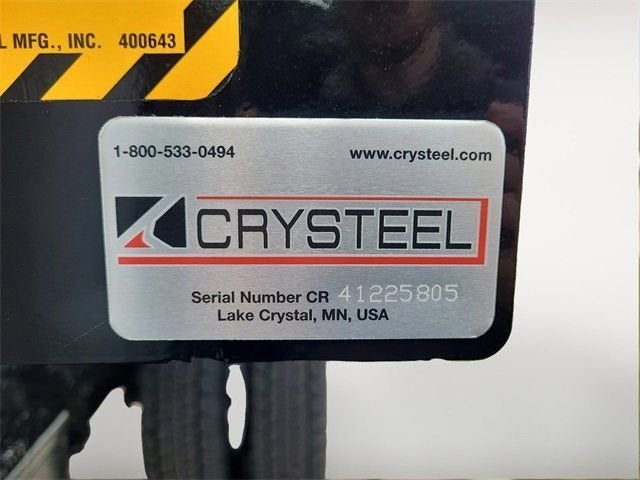 L MFG., INC. 400643
1-800-533-0494 www.crysteel.com
CRYSTEEL
Serial Number CR 41225805
Lake Crystal, MN, USA